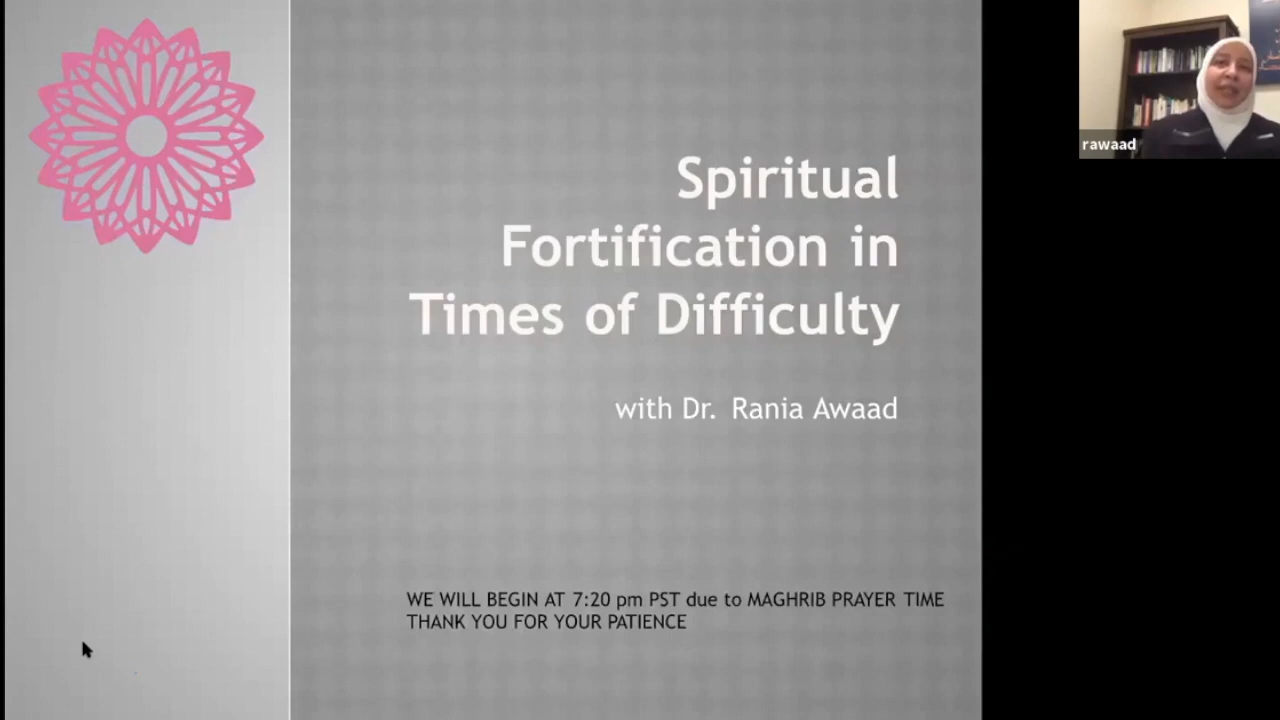 Spiritual
Fortification in
Times of Difficulty
with Dr. Rania Awaad
WE WILL BEGIN AT 7:20 pm PST due to MAGHRIB PRAYER TIME
THANK YOU FOR YOUR PATIENCE
rawaad